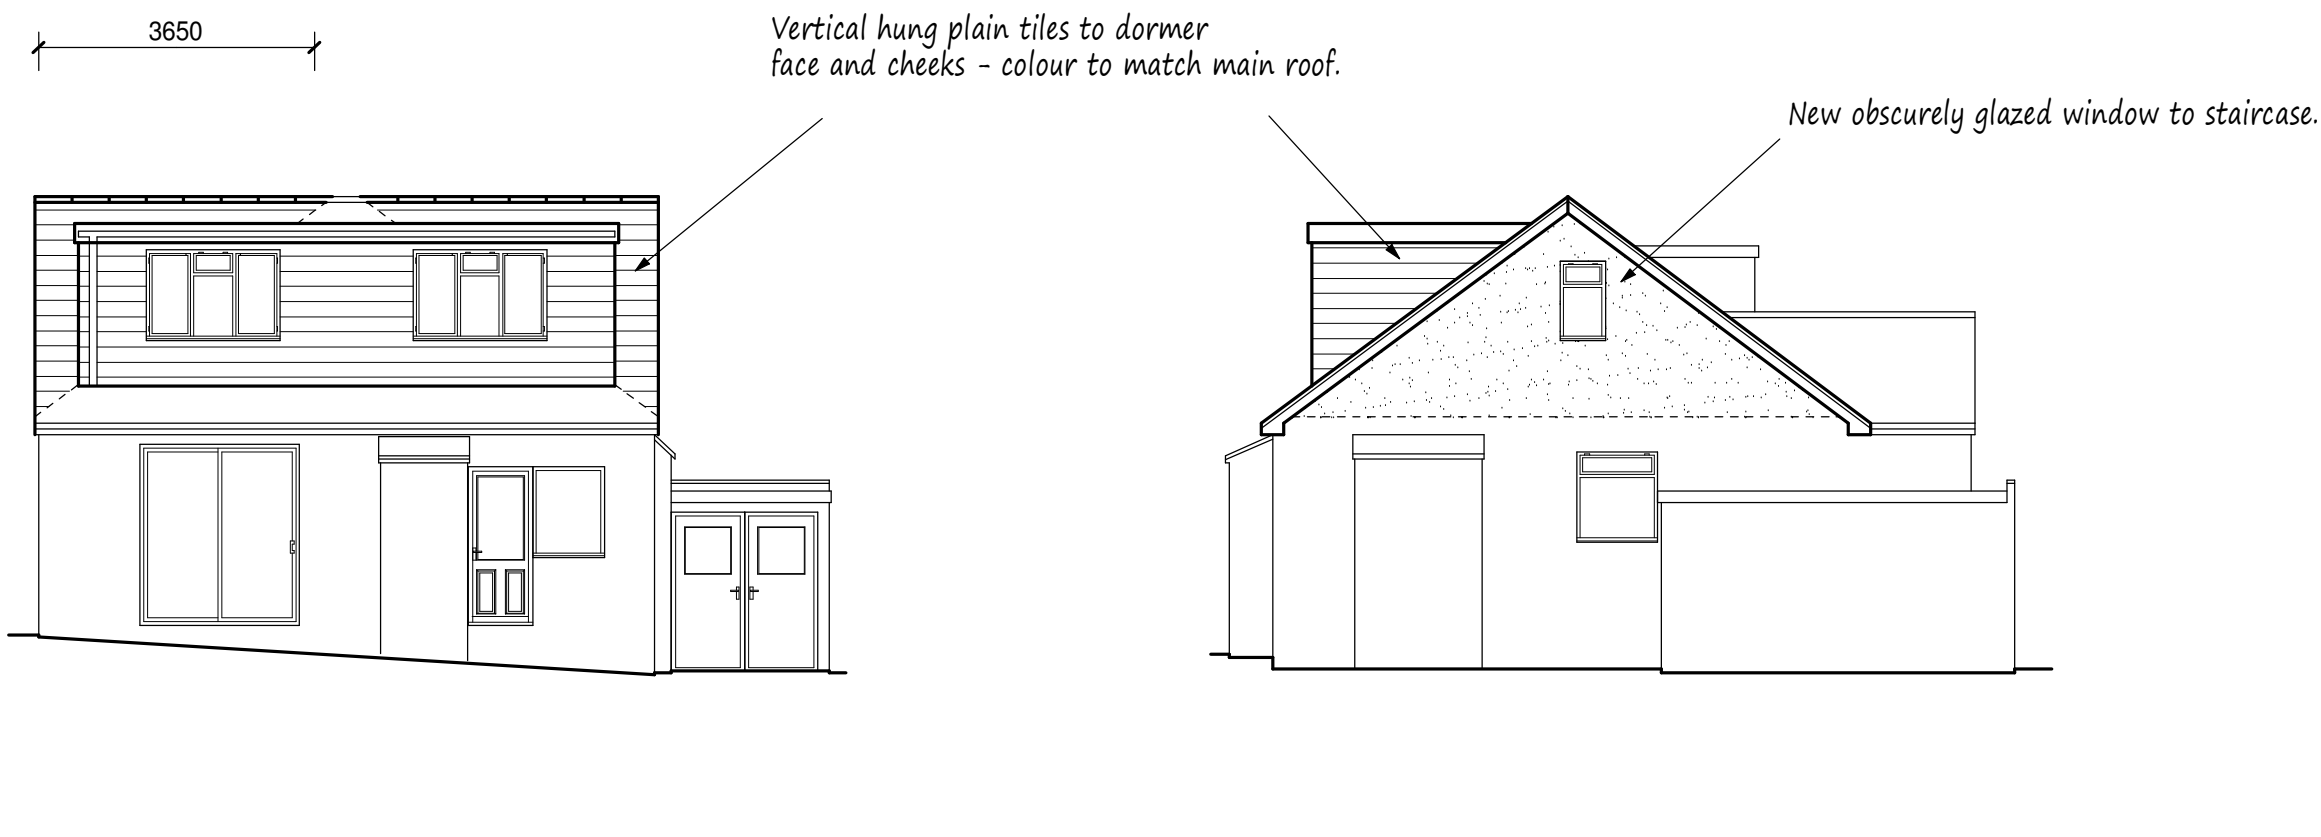 3650
Vertical hung plain tiles to dormer
face and cheeks - colour to match main roof.
New obscurely glazed window to staircase.